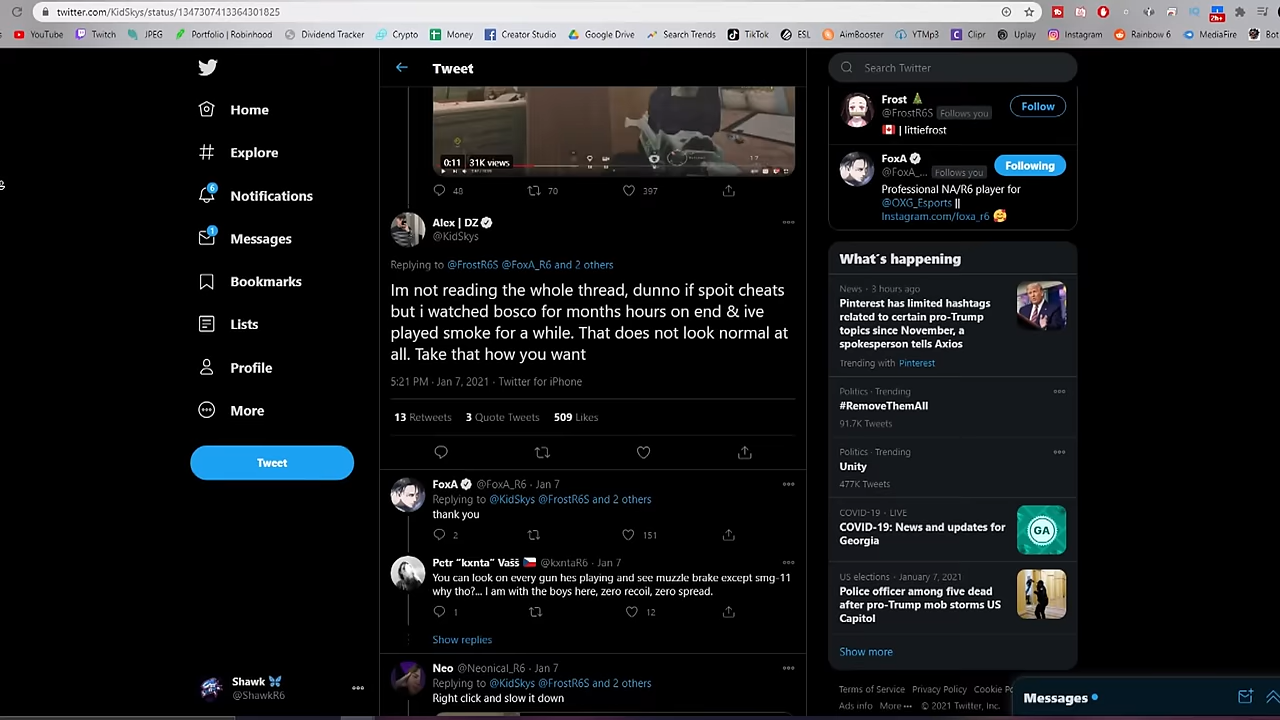 twitter.com/KidSkys/status/1347307413364301825
2h+
YouTube
Twitch
JPEG
Portfolio | Robinhood
Dividend Tracker
Crypto
Money
Creator Studio
Google Drive
Search Trends
TikTok
ESL
AimBooster
YTMp3
Clipr
Uplay
Instagram
Rainbow 6
MediaFire
Bot
Home
Explore
6
Notifications
1
Messages
Bookmarks
Lists
Profile
More
Tweet
Shawk
@ShawkR6
Tweet
0:11 31K views
48 70 397
Alex | DZ
@KidSkys
Replying to @FrostR6S @FoxA_R6 and 2 others
Im not reading the whole thread, dunno if spoit cheats
but i watched bosco for months hours on end & ive
played smoke for a while. That does not look normal at
all. Take that how you want
5:21 PM · Jan 7, 2021 · Twitter for iPhone
13 Retweets 3 Quote Tweets 509 Likes
FoxA @FoxA_R6 · Jan 7
Replying to @KidSkys @FrostR6S and 2 others
thank you
2 151
Petr "kxnta" Vašš @kxntaR6 · Jan 7
You can look on every gun hes playing and see muzzle brake except smg-11
why tho?... I am with the boys here, zero recoil, zero spread.
1 12
Show replies
Neo @Neonical_R6 · Jan 7
Replying to @KidSkys @FrostR6S and 2 others
Right click and slow it down
Search Twitter
Frost
@FrostR6S Follows you
Follow
| littiefrost
FoxA
@FoxA_... Follows you
Following
Professional NA/R6 player for
@OXG_Esports ||
Instagram.com/foxa_r6
What's happening
News · 3 hours ago
Pinterest has limited hashtags
related to certain pro-Trump
topics since November, a
spokesperson tells Axios
Trending with Pinterest
Politics · Trending
#RemoveThemAll
91.7K Tweets
Politics · Trending
Unity
477K Tweets
COVID-19 · LIVE
COVID-19: News and updates for
Georgia
GA
US elections · January 7, 2021
Police officer among five dead
after pro-Trump mob storms US
Capitol
Show more
Terms of Service Privacy Policy Cookie Po
Ads info More ••• © 2021 Twitter, Inc.
Messages